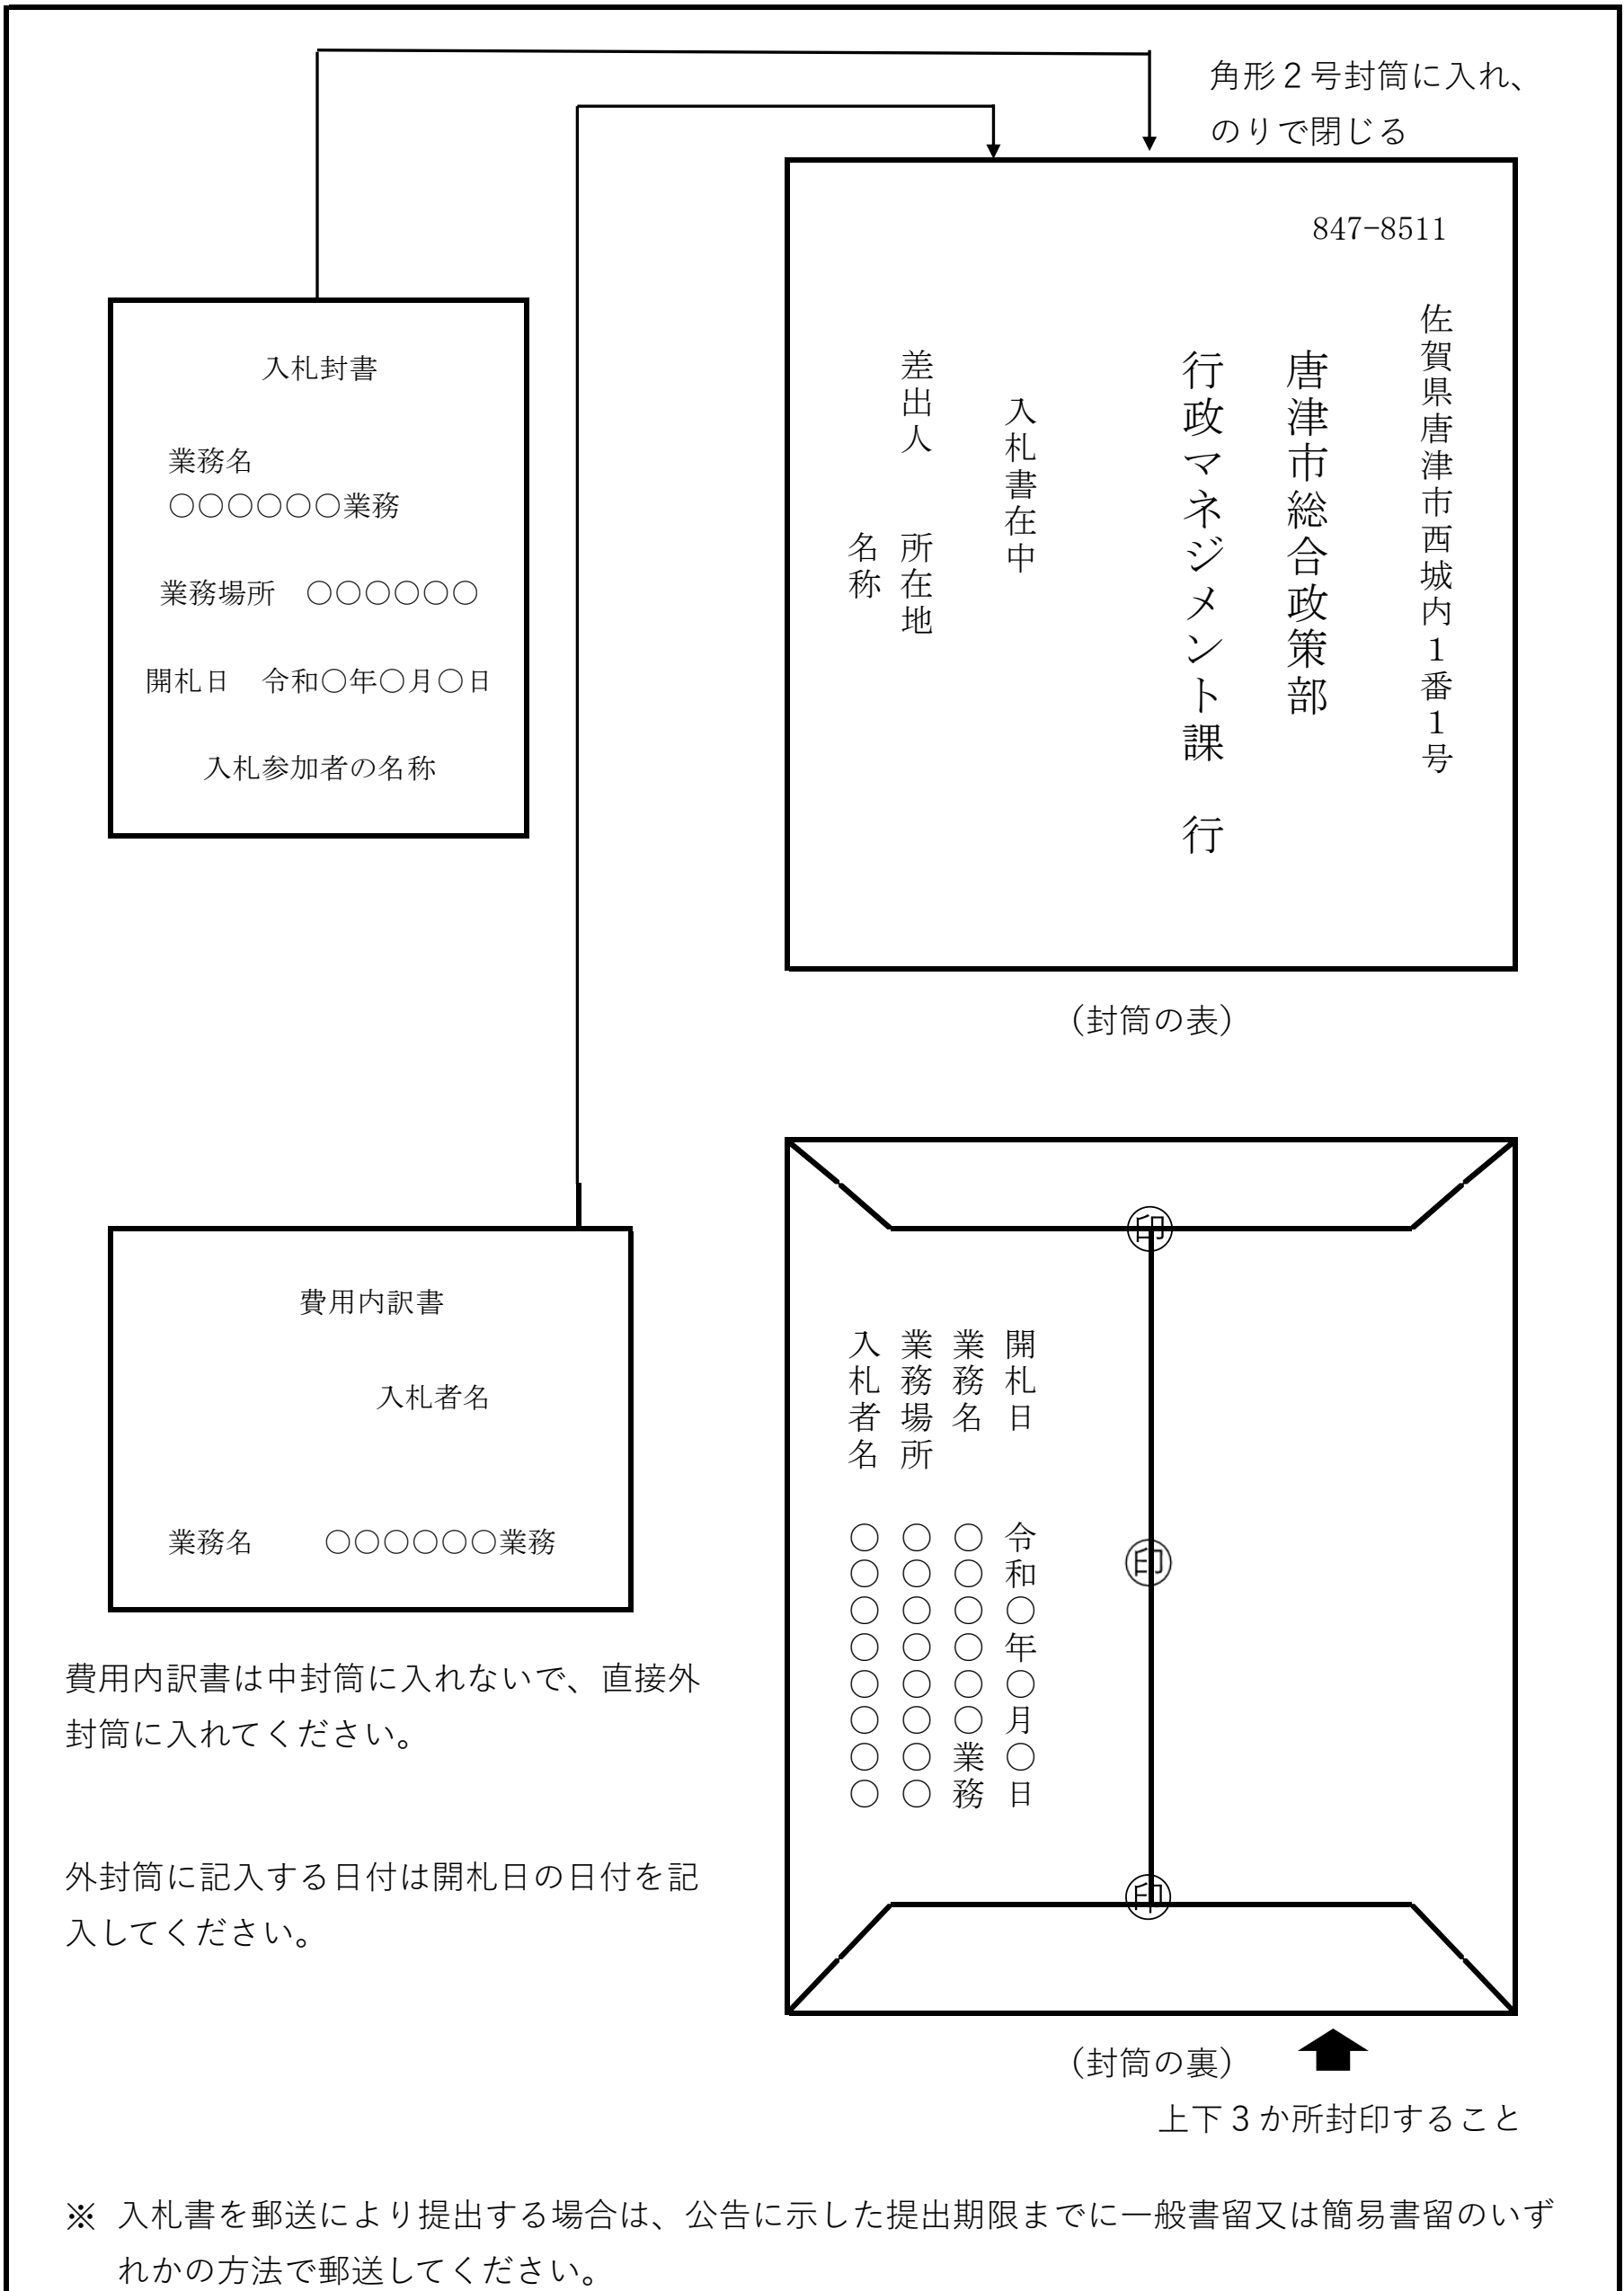 角形２号封筒に入れ、
のりで閉じる
847-8511
佐賀県唐津市西城内１番１号
唐津市総合政策部
行政マネジメント課　行
入札書在中
差出人　　所在地
名称
（封筒の表）
入札封書
業務名
○○○○○○業務
業務場所　○○○○○○
開札日　令和○年○月○日
入札参加者の名称
費用内訳書
入札者名
業務名　　○○○○○○業務
費用内訳書は中封筒に入れないで、直接外
封筒に入れてください。
外封筒に記入する日付は開札日の日付を記
入してください。
㊞
㊞
㊞
開札日　　令和○年○月○日
業務名　　○○○○○○業務
業務場所　○○○○○○○○
入札者名　○○○○○○○○
（封筒の裏）
上下３か所封印すること
※ 入札書を郵送により提出する場合は、公告に示した提出期限までに一般書留又は簡易書留のいず
れかの方法で郵送してください。